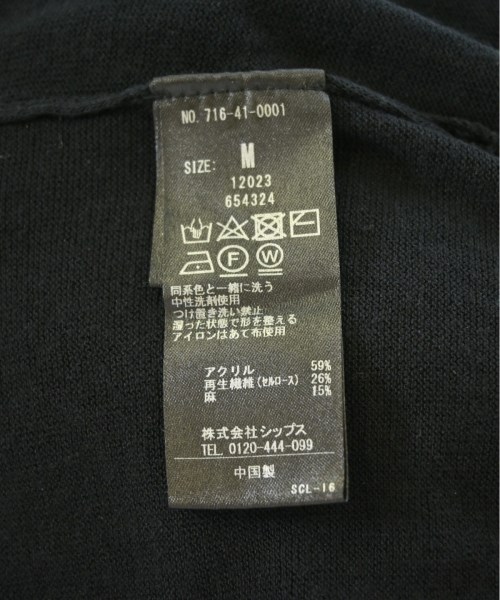 NO. 716-41-0001
SIZE: M
12023
654324
F W
同系色と一緒に洗う
中性洗剤使用
つけ置き洗い禁止
湿った状態で形を整える
アイロンはあて布使用
アクリル 59%
再生繊維(セルロース) 26%
麻 15%
株式会社シップス
TEL. 0120-444-099
中国製
SCL-16